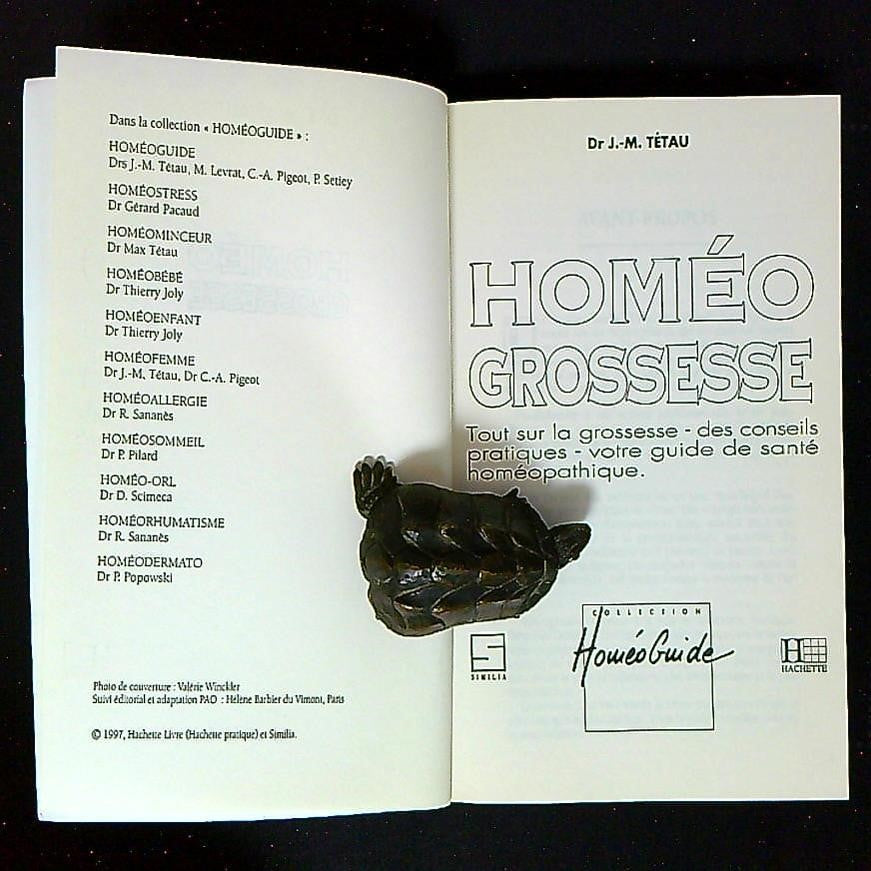 Dans la collection « HOMÉOGUIDE » :
HOMÉOGUIDE
Drs J.-M. Tétau, M. Levrat, C.-A. Pigeot, P. Setiey
HOMÉOSTRESS
Dr Gérard Pacaud
HOMÉOMINCEUR
Dr Max Tétau
HOMÉOBÉBÉ
Dr Thierry Joly
HOMÉOENFANT
Dr Thierry Joly
HOMÉOFEMME
Dr J.-M. Tétau, Dr C.-A. Pigeot
HOMÉOALLERGIE
Dr R. Sananès
HOMÉOSOMMEIL
Dr P. Pilard
HOMÉO-ORL
Dr D. Scimeca
HOMÉORHUMATISME
Dr R. Sananès
HOMÉODERMATO
Dr P. Popowski
Photo de couverture : Valérie Winckler
Suivi éditorial et adaptation PAO : Hélène Barbier du Vimont, Paris
© 1997, Hachette Livre (Hachette pratique) et Similia.
Dr J.-M. TÉTAU
HOMÉO
GROSSESSE
Tout sur la grossesse - des conseils
pratiques - votre guide de santé
homéopathique.
S
SIMILIA
COLLECTION
HoméoGuide
H
HACHETTE